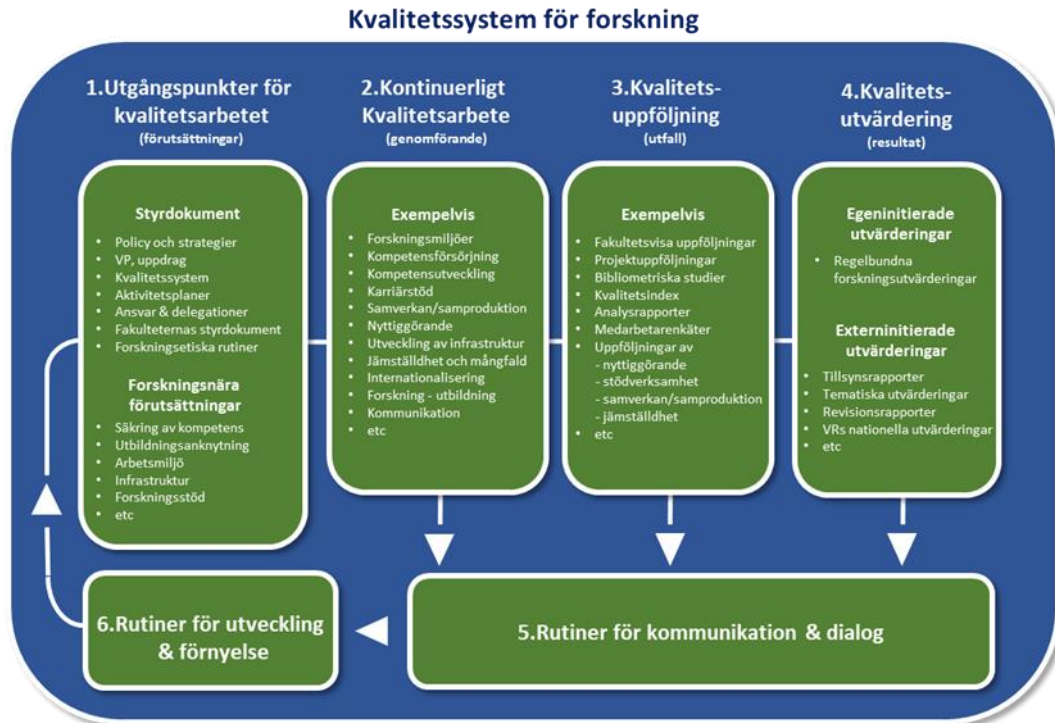 Kvalitetssystem för forskning
1.Utgångspunter för
kvalitetsarbetet
(förutsättningar)
Styrdokument
• Policy och strategier
• VP, uppdrag
• Kvalitetssystem
• Aktivitetsplaner
• Ansvar & delegationer
• Fakulteternas styrdokument
• Forskningsetiska rutiner
Forskningsnära
förutsättningar
• Säkring av kompetens
• Utbildningsanknytning
• Arbetsmiljö
• Infrastruktur
• Forskningsstöd
• etc
2.Kontinuerligt
Kvalitetsarbete
(genomförande)
Exempelvis
• Forskningsmiljöer
• Kompetensförsörjning
• Kompetensutveckling
• Karriärstöd
• Samverkan/samproduktion
• Nyttiggörande
• Utveckling av infrastruktur
• Jämställdhet och mångfald
• Internationalisering
• Forskning - utbildning
• Kommunikation
• etc
3.Kvalitets-
uppföljning
(utfall)
Exempelvis
• Fakultetsvisa uppföljningar
• Projektuppföljningar
• Bibliometriska studier
• Kvalitetsindex
• Analysrapporter
• Medarbetarenkäter
• Uppföljningar av
- nyttiggörande
- stödverksamhet
- samverkan/samproduktion
- jämställdhet
• etc
4.Kvalitets-
utvärdering
(resultat)
Egeninitierade
utvärderingar
• Regelbundna
forskningsutvärderingar
Externinitierade
utvärderingar
• Tillsynsrapporter
• Tematiska utvärderingar
• Revisionsrapporter
• VRs nationella utvärderingar
• etc
5.Rutiner för kommunikation & dialog
6.Rutiner för utveckling
& förnyelse